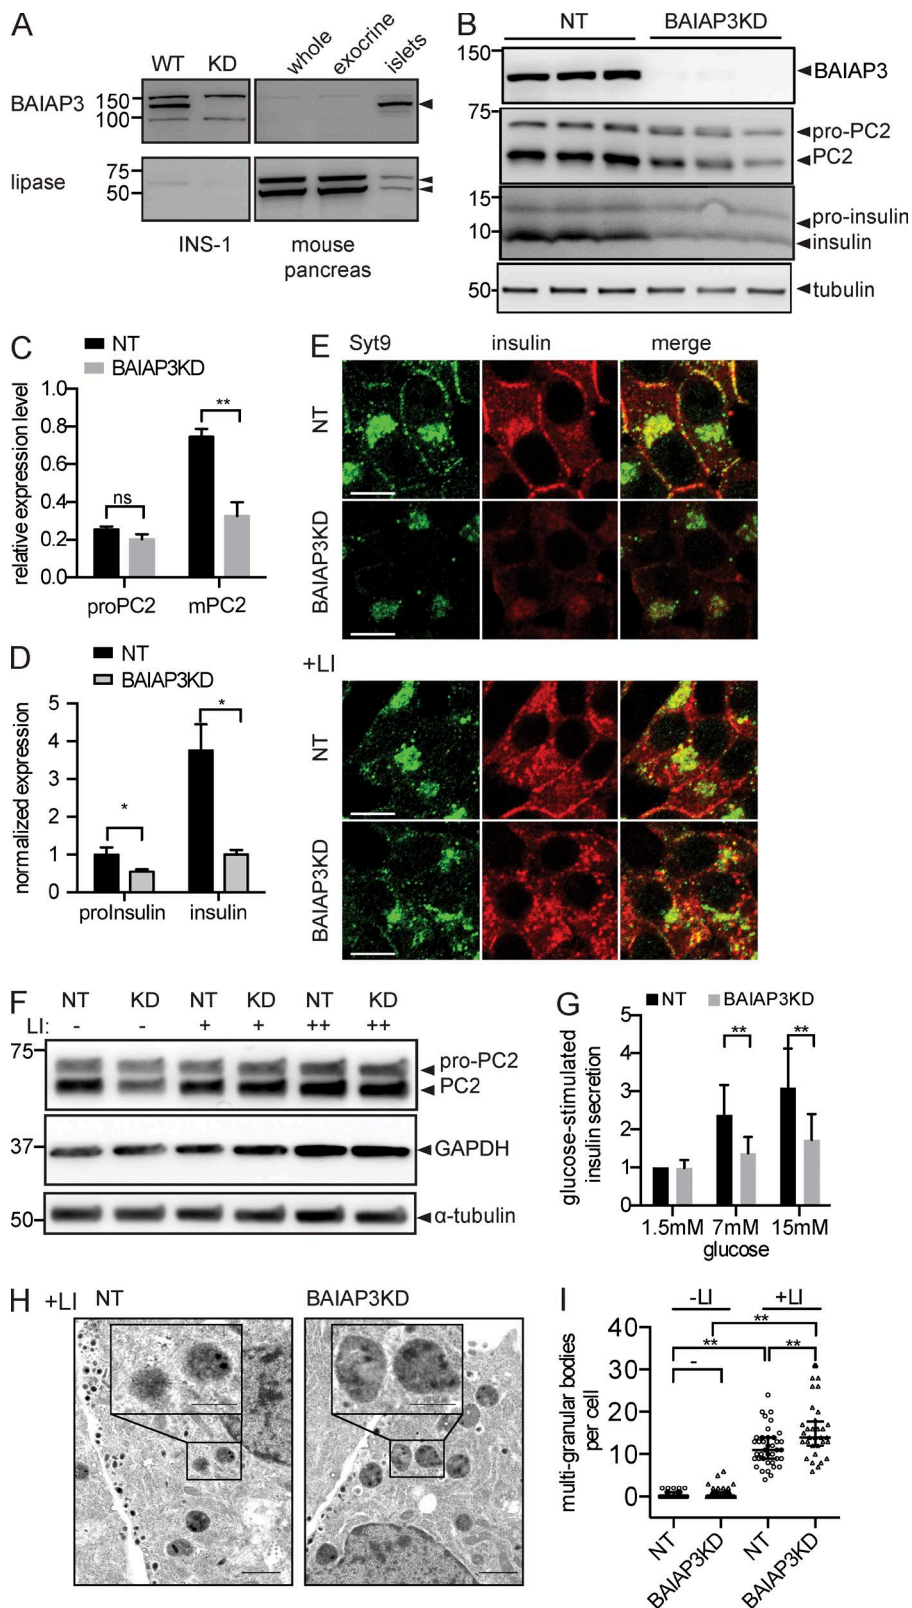 A
whole
exocrine
islets
WT KD
BAIAP3
150
100
lipase
75
50
INS-1
mouse
pancreas
B
NT BAIAP3KD
150
BAIAP3
75
pro-PC2
PC2
15
pro-insulin
10
insulin
50
tubulin
C
NT
BAIAP3KD
relative expression level
1.0
0.8
0.6
0.4
0.2
0.0
**
ns
proPC2 mPC2
D
NT
BAIAP3KD
normalized expression
5
4
3
2
1
0
*
*
proInsulin insulin
E
Syt9 insulin merge
NT
BAIAP3KD
+LI
NT
BAIAP3KD
F
NT KD NT KD NT KD
LI: - - + + ++ ++
75
pro-PC2
PC2
37
GAPDH
50
α-tubulin
G
NT BAIAP3KD
glucose-stimulated
insulin secretion
5
4
3
2
1
0
** **
1.5mM 7mM 15mM
glucose
H
+LI NT BAIAP3KD
I
-LI +LI
multi-granular bodies
per cell
40
30
20
10
0
**
** **
-
NT
BAIAP3KD
NT
BAIAP3KD